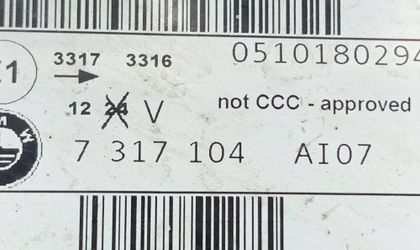 3317 3316 0510180294
12 24 V not CCC - approved
7 317 104 AI07